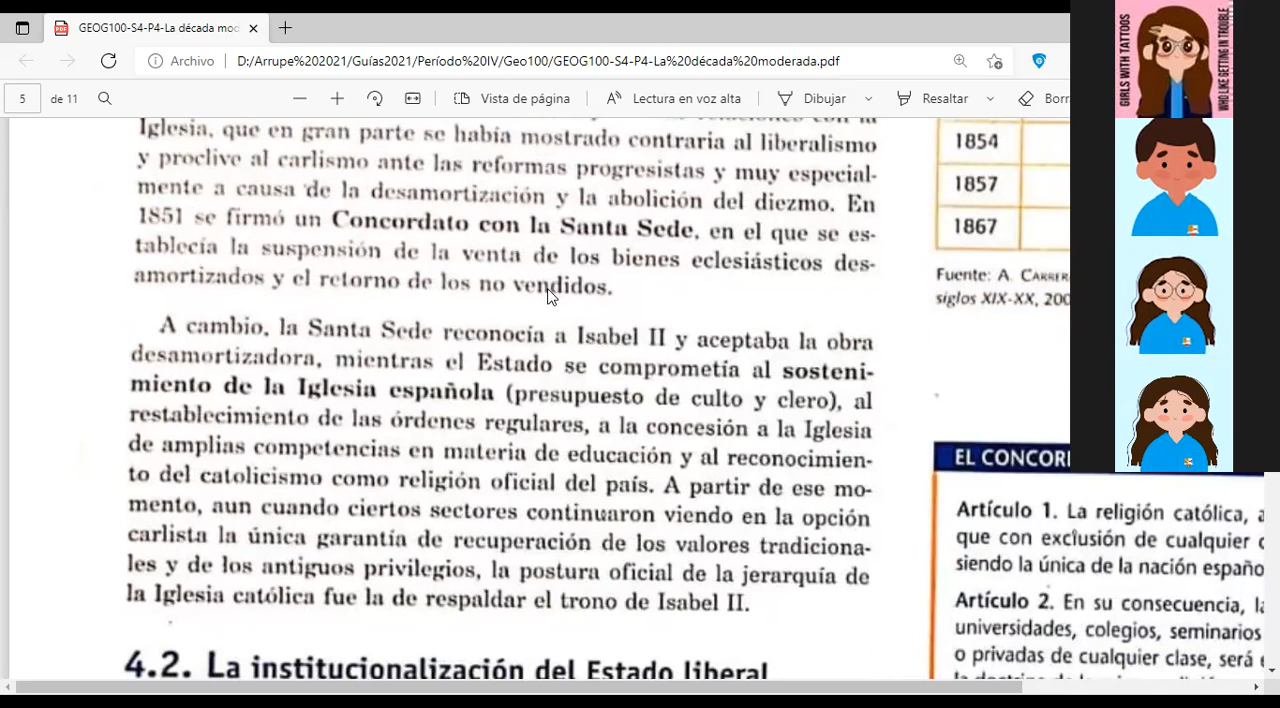 GEOG100-S4-P4-La década mod
Archivo
D:/Arrupe%202021/Guías2021/Período%20IV/Geo100/GEOG100-S4-P4-La%20década%20moderada.pdf
5 de 11
Vista de página
Lectura en voz alta
Dibujar
Resaltar
Borr
Iglesia, que en gran parte se había mostrado contraria al liberalismo
y proclive al carlismo ante las reformas progresistas y muy especial-
mente a causa de la desamortización y la abolición del diezmo. En
1851 se firmó un Concordato con la Santa Sede, en el que se es-
tablecía la suspensión de la venta de los bienes eclesiásticos des-
amortizados y el retorno de los no vendidos.
A cambio, la Santa Sede reconocía a Isabel II y aceptaba la obra
desamortizadora, mientras el Estado se comprometía al sosteni-
miento de la Iglesia española (presupuesto de culto y clero), al
restablecimiento de las órdenes regulares, a la concesión a la Iglesia
de amplias competencias en materia de educación y al reconocimien-
to del catolicismo como religión oficial del país. A partir de ese mo-
mento, aun cuando ciertos sectores continuaron viendo en la opción
carlista la única garantía de recuperación de los valores tradiciona-
les y de los antiguos privilegios, la postura oficial de la jerarquía de
la Iglesia católica fue la de respaldar el trono de Isabel II.
4.2. La institucionalización del Estado liberal
1854
1857
1867
Fuente: A. CARRER
siglos XIX-XX, 200
EL CONCOR
Artículo 1. La religión católica, a
que con exclusión de cualquier
siendo la única de la nación españo
Artículo 2. En su consecuencia, la
universidades, colegios, seminarios
o privadas de cualquier clase, será
GIRLS WITH TATTOOS
WHO LIKE GETTING IN TROUBLE